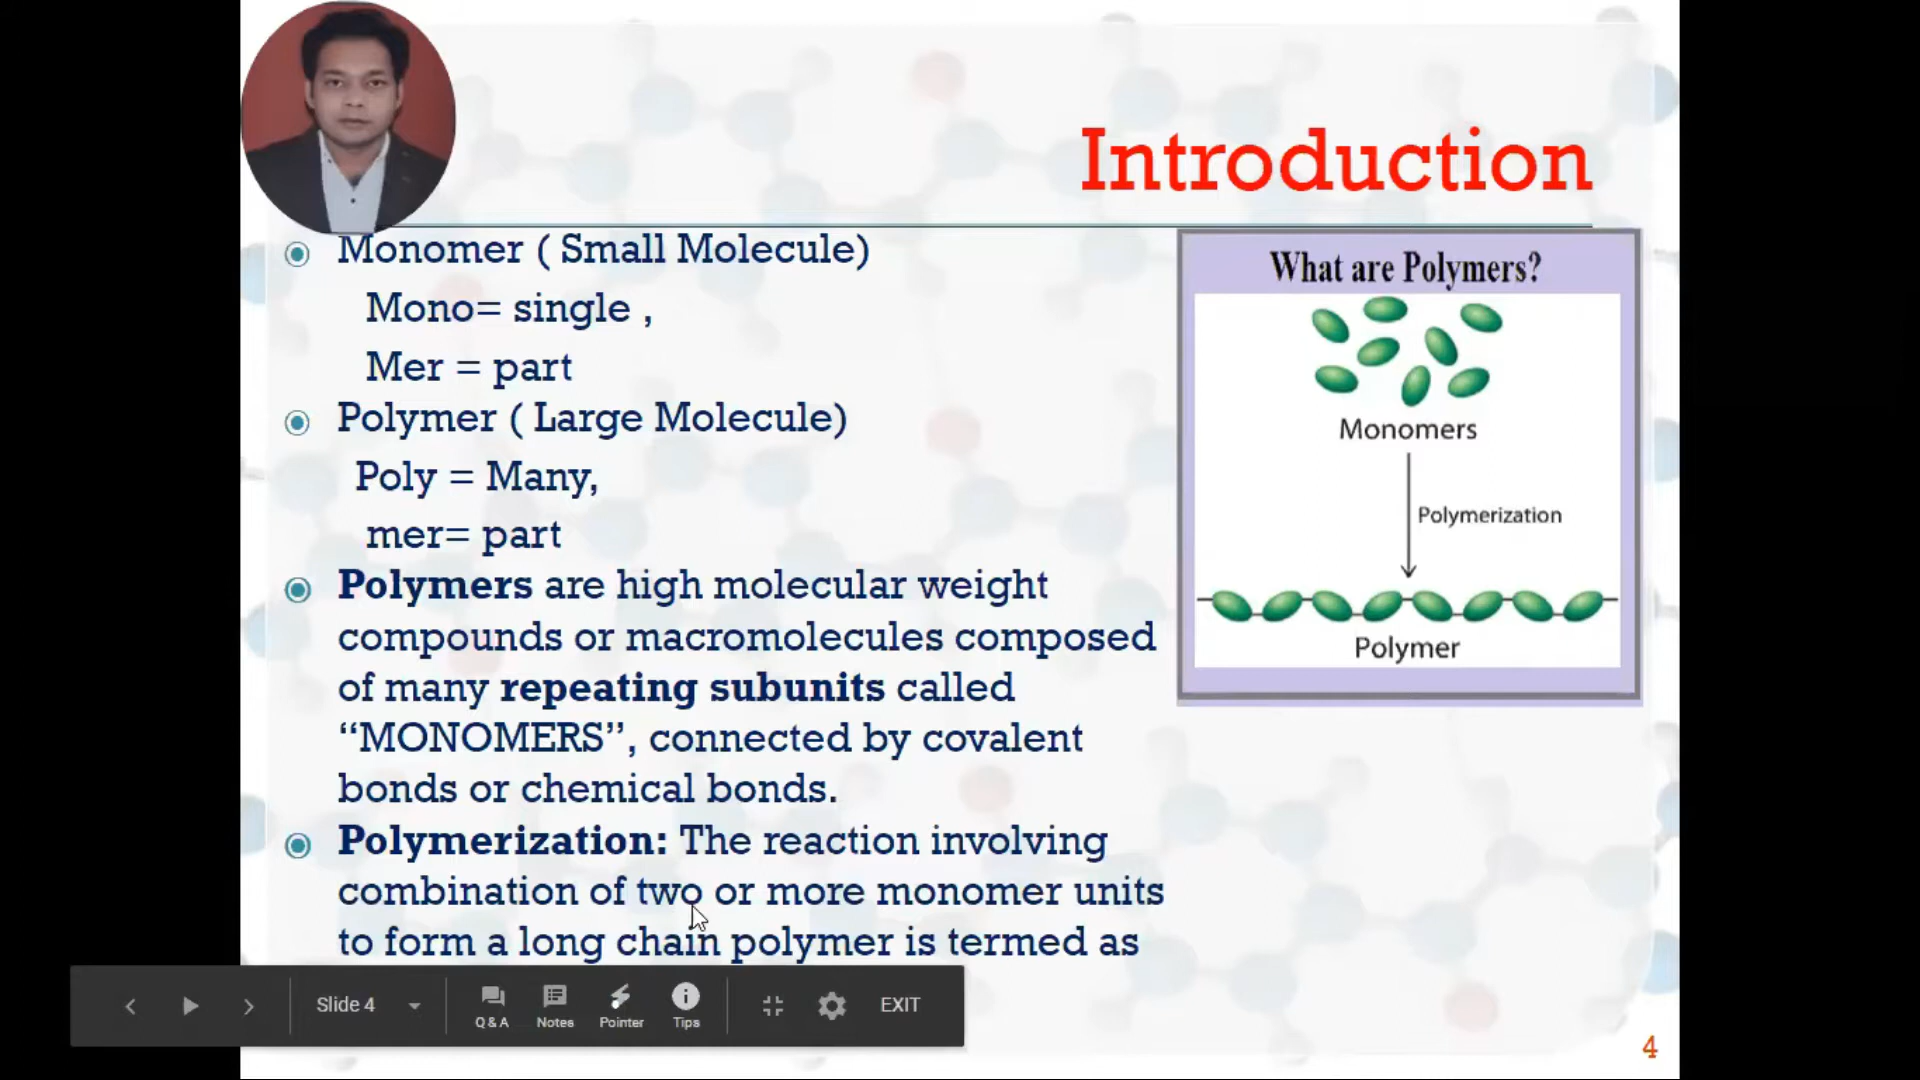 Introduction
Monomer ( Small Molecule)
Mono= single ,
Mer = part
Polymer ( Large Molecule)
Poly = Many,
mer= part
Polymers are high molecular weight
compounds or macromolecules composed
of many repeating subunits called
“MONOMERS”, connected by covalent
bonds or chemical bonds.
Polymerization: The reaction involving
combination of two or more monomer units
to form a long chain polymer is termed as
What are Polymers?
Monomers
Polymerization
Polymer
Slide 4
Q & A
Notes
Pointer
Tips
EXIT
4